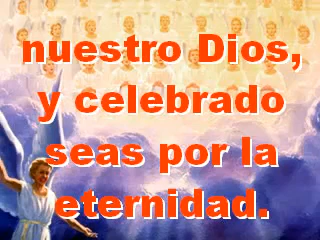 nuestro Dios,
y celebrado
seas por la
eternidad.